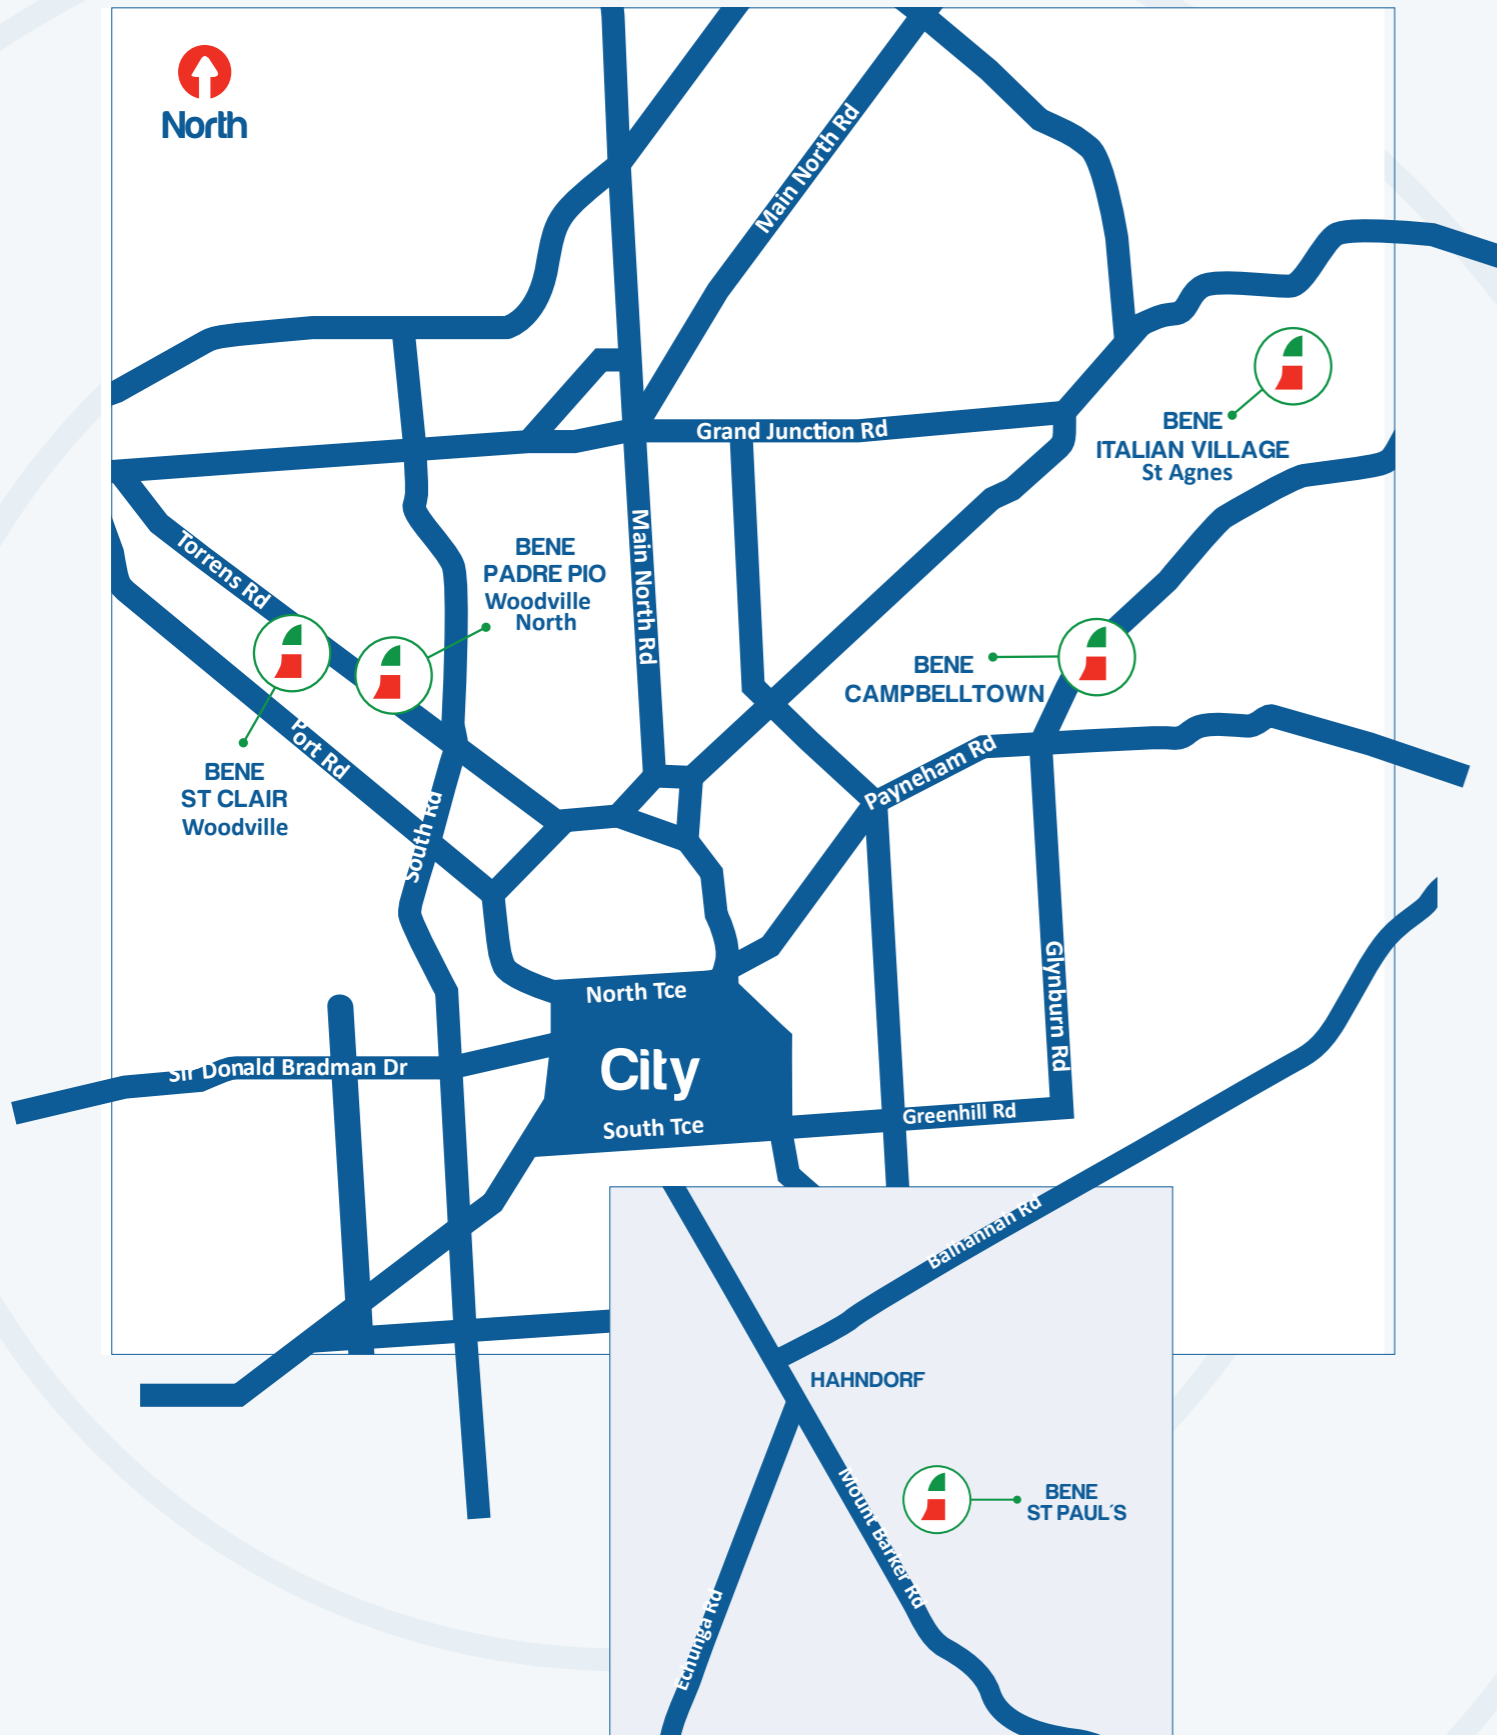 North
Main North Rd
Grand Junction Rd
BENE
ITALIAN VILLAGE
St Agnes
Torrens Rd
BENE
PADRE PIO
Woodville
North
Main North Rd
BENE
CAMPBELLTOWN
Port Rd
BENE
ST CLAIR
Woodville
South Rd
Payneham Rd
Glynburn Rd
North Tce
City
South Tce
Sir Donald Bradman Dr
Greenhill Rd
Balhannah Rd
HAHNDORF
Mount Barker Rd
BENE
ST PAUL´S
Echunga Rd